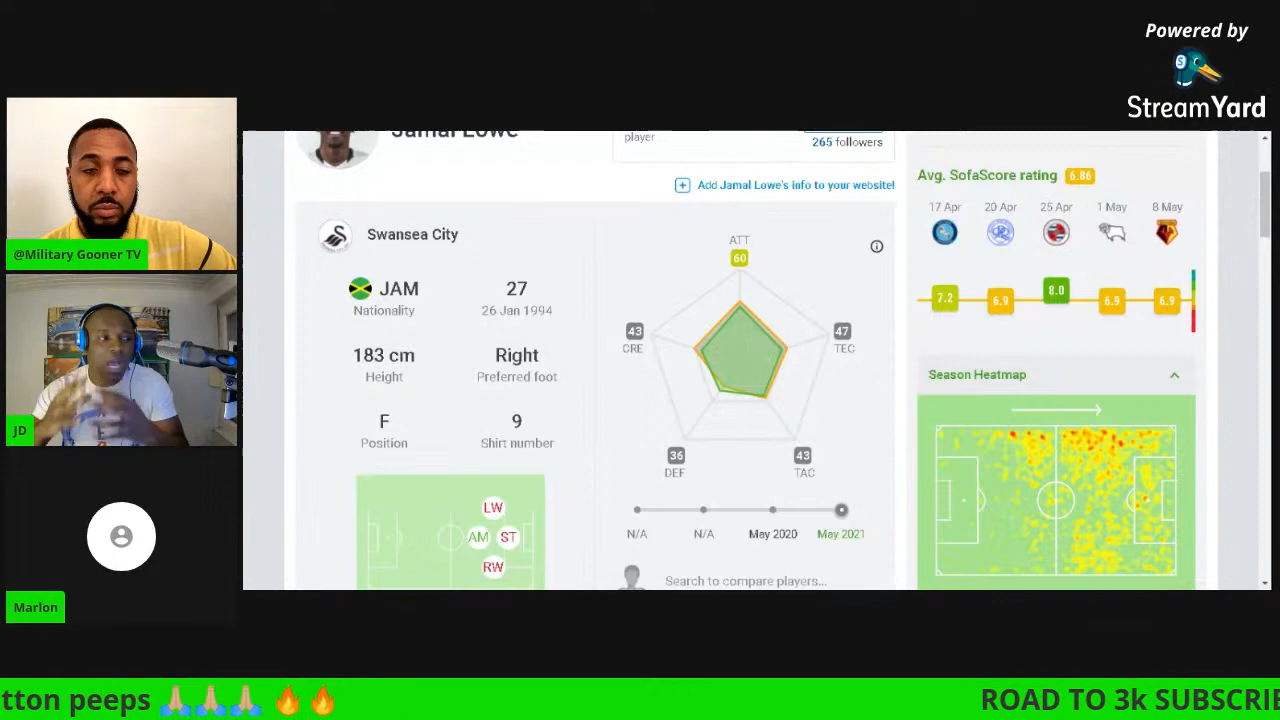 Powered by
StreamYard
@Military Gooner TV
JD
Marlon
Jamal Lowe
player
265 followers
Add Jamal Lowe's info to your website!
Swansea City
JAM
Nationality
27
26 Jan 1994
183 cm
Height
Right
Preferred foot
F
Position
9
Shirt number
LW
AM
ST
RW
ATT
60
43
CRE
47
TEC
36
DEF
43
TAC
N/A
N/A
May 2020
May 2021
Search to compare players...
Avg. SofaScore rating 6.86
17 Apr 20 Apr 25 Apr 1 May 8 May
7.2 6.9 8.0 6.9 6.9
Season Heatmap
tton peeps 🙏🏼🙏🏼🙏🏼 🔥🔥 ROAD TO 3k SUBSCRIB